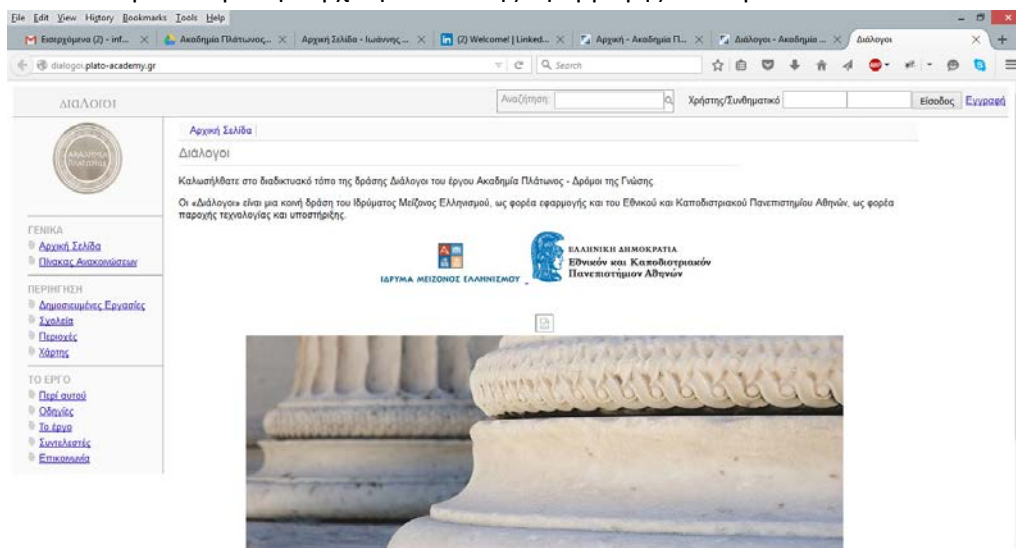 File Edit View History Bookmarks Tools Help
Εισερχόμενα (2) - inf...
Ακαδημία Πλάτωνος...
Αρχική Σελίδα - Ιωάννης ...
(2) Welcome! | Linked...
Αρχική - Ακαδημία Π...
Διάλογοι - Ακαδημία ...
Διάλογοι
dialogoi.plato-academy.gr
Search
ΔΙΑΛΟΓΟΙ
Αναζήτηση:
Χρήστης/Συνθηματικό
Είσοδος
Εγγραφή
ΑΚΑΔΗΜΙΑ
ΠΛΑΤΩΝΟΣ
Αρχική Σελίδα
Διάλογοι
Καλωσήλθατε στο διαδικτυακό τόπο της δράσης Διάλογοι του έργου Ακαδημία Πλάτωνος - Δρόμοι της Γνώσης.
Οι «Διάλογοι» είναι μια κοινή δράση του Ιδρύματος Μείζονος Ελληνισμού, ως φορέα εφαρμογής και του Εθνικού και Καποδιστριακού Πανεπιστημίου Αθηνών, ως φορέα
παροχής τεχνολογίας και υποστήριξης.
ΙΔΡΥΜΑ ΜΕΙΖΟΝΟΣ ΕΛΛΗΝΙΣΜΟΥ
ΕΛΛΗΝΙΚΗ ΔΗΜΟΚΡΑΤΙΑ
Εθνικόν και Καποδιστριακόν
Πανεπιστήμιον Αθηνών
ΓΕΝΙΚΑ
Αρχική Σελίδα
Πίνακας Ανακοινώσεων
ΠΕΡΙΗΓΗΣΗ
Δημοσιευμένες Εργασίες
Σχολεία
Περιοχές
Χάρτης
ΤΟ ΕΡΓΟ
Περί αυτού
Οδηγίες
Το έργο
Συντελεστές
Επικοινωνία